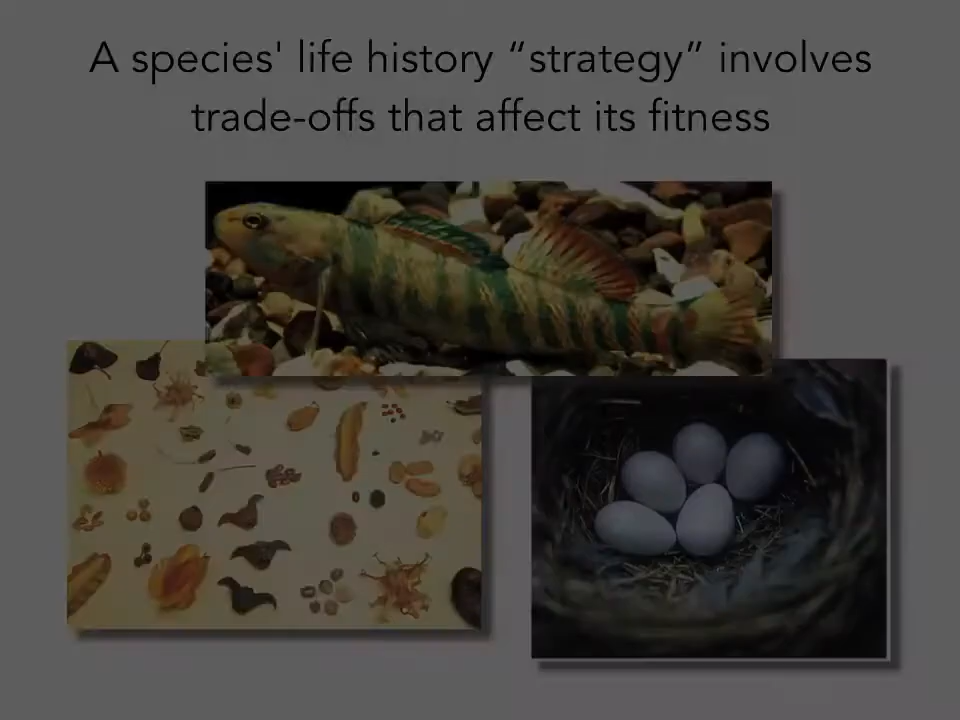 A species' life history “strategy” involves
trade-offs that affect its fitness